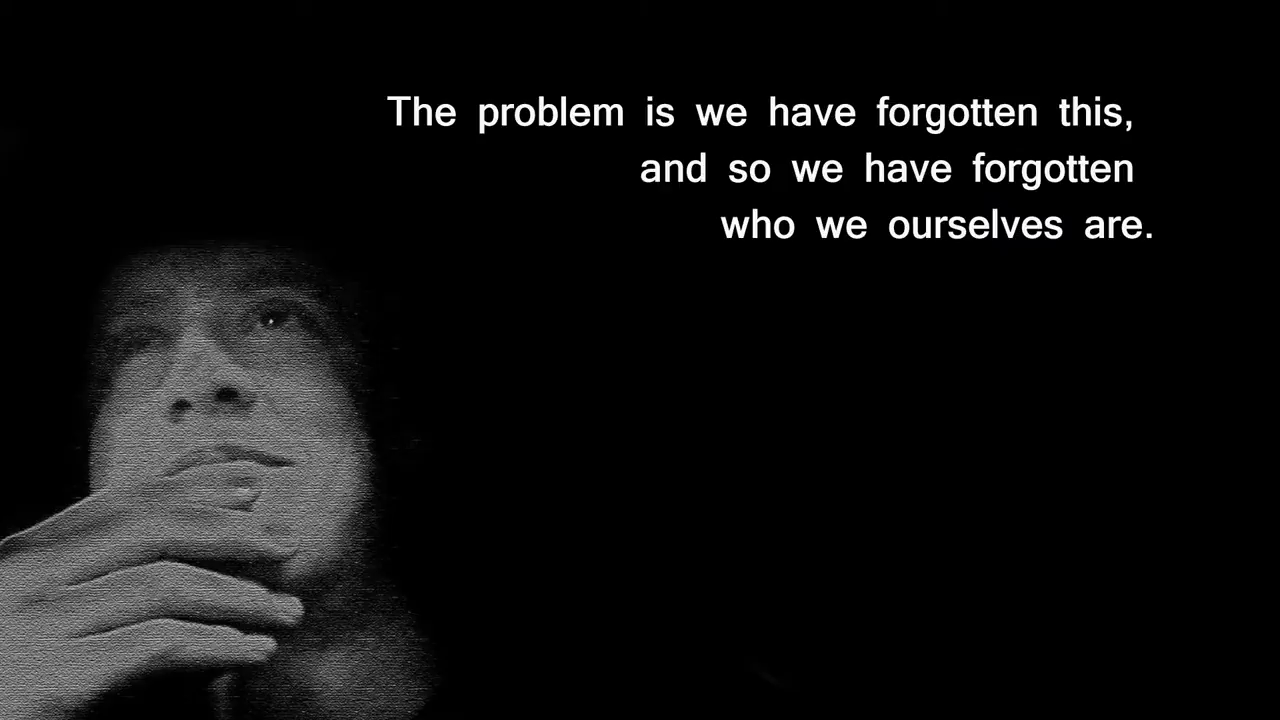 The problem is we have forgotten this,
and so we have forgotten
who we ourselves are.